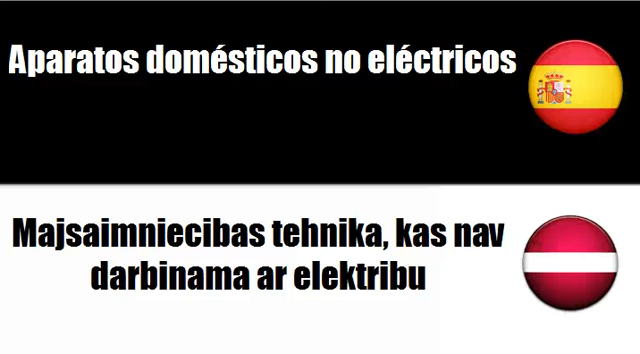 Aparatos domésticos no eléctricos
Majsaimniecibas tehnika, kas nav
darbinama ar elektribu